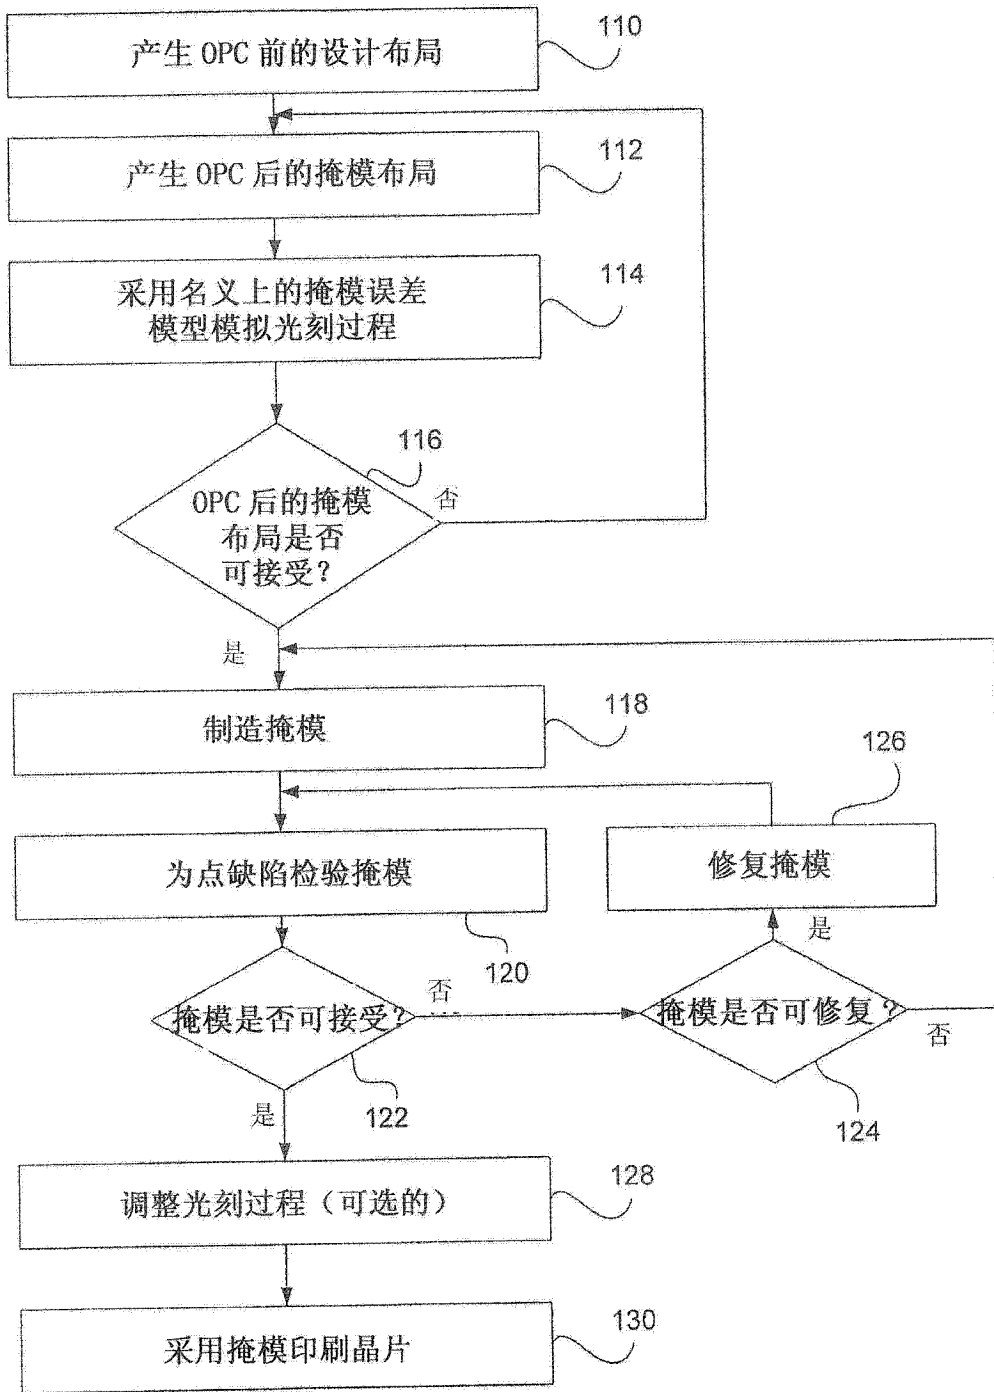 产生 OPC 前的设计布局
110
产生 OPC 后的掩模布局
112
采用名义上的掩模误差
模型模拟光刻过程
114
116
OPC 后的掩模
布局是否
可接受?
否
是
制造掩模
118
126
为点缺陷检验掩模
修复掩模
120
是
掩模是否可接受?
否
掩模是否可修复?
否
122
124
是
调整光刻过程（可选的）
128
采用掩模印刷晶片
130